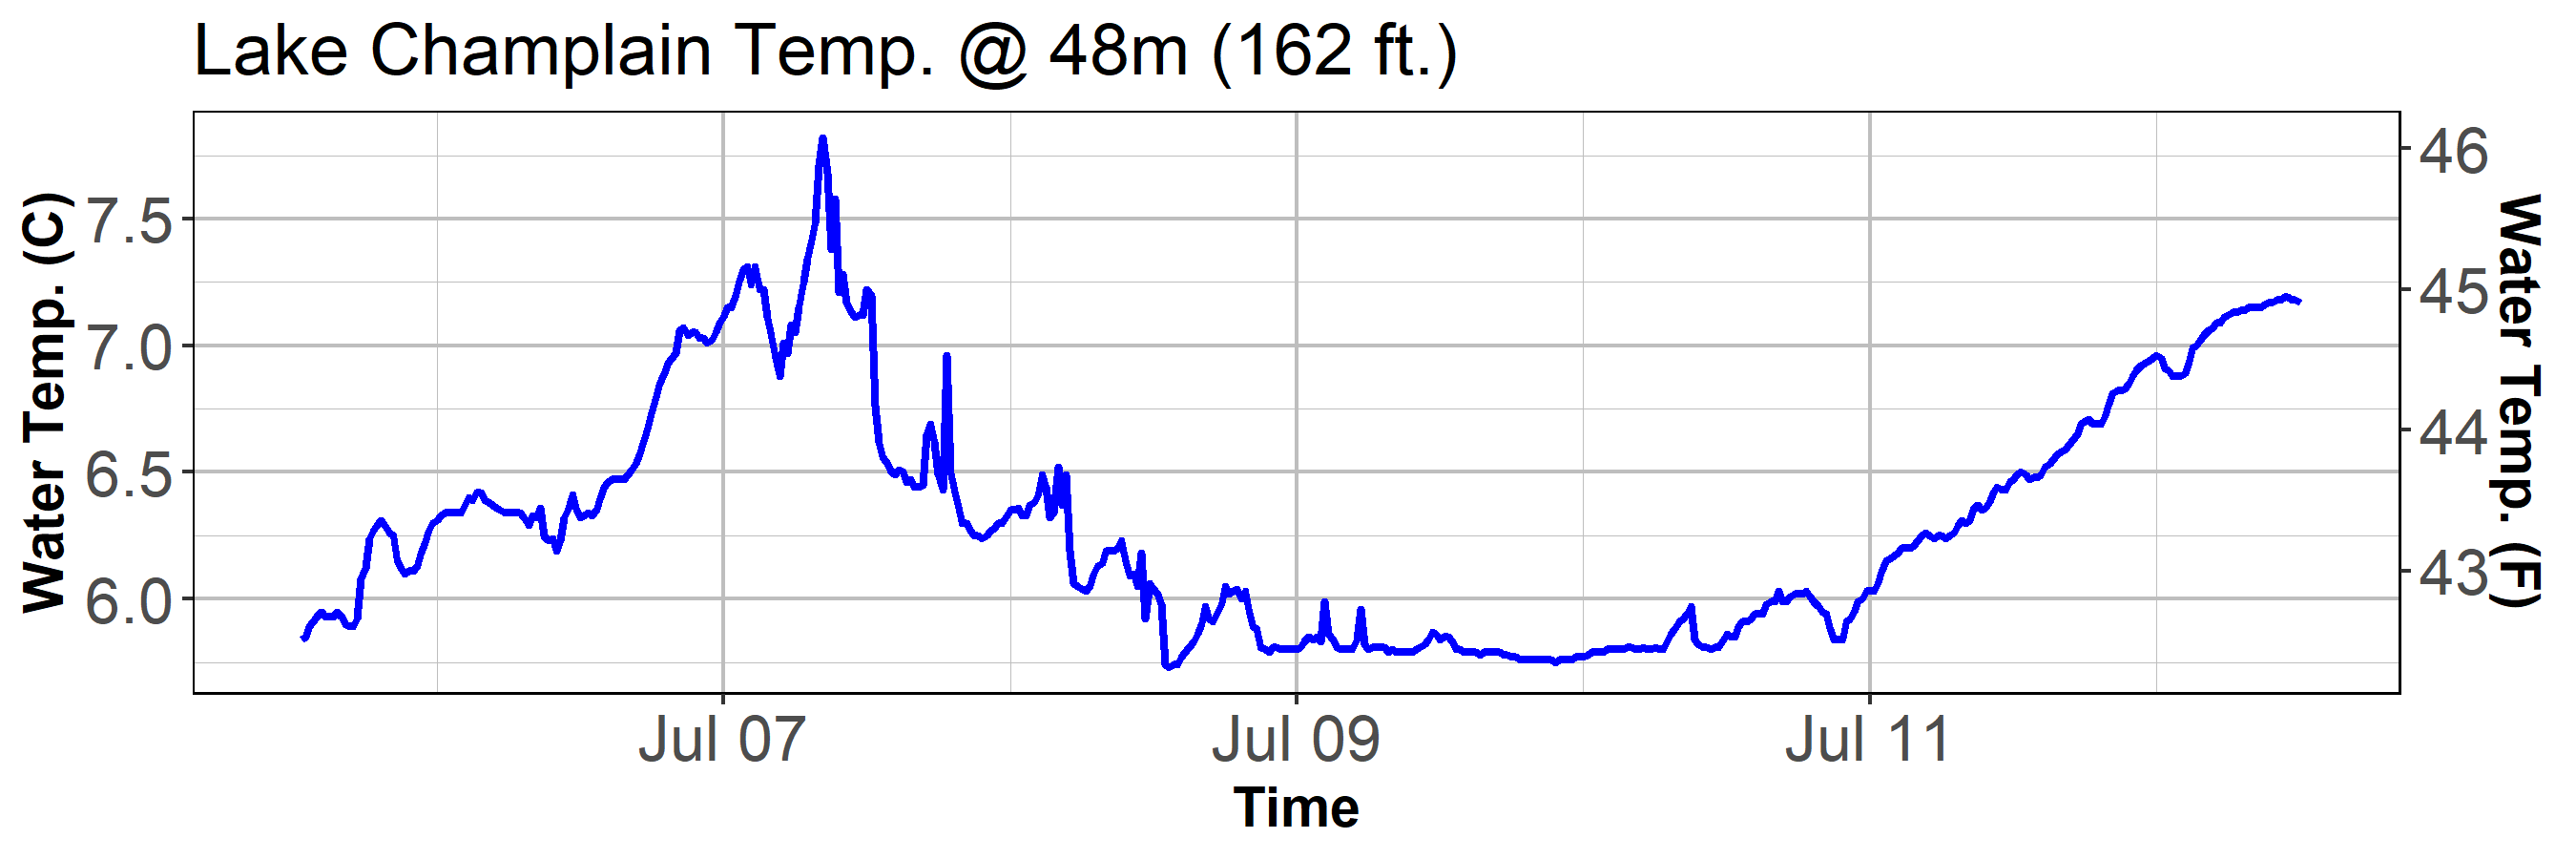 Lake Champlain Temp. @ 48m (162 ft.)
Water Temp. (C)
7.5
7.0
6.5
6.0
46
45
44
43
Water Temp. (F)
Jul 07
Jul 09
Jul 11
Time